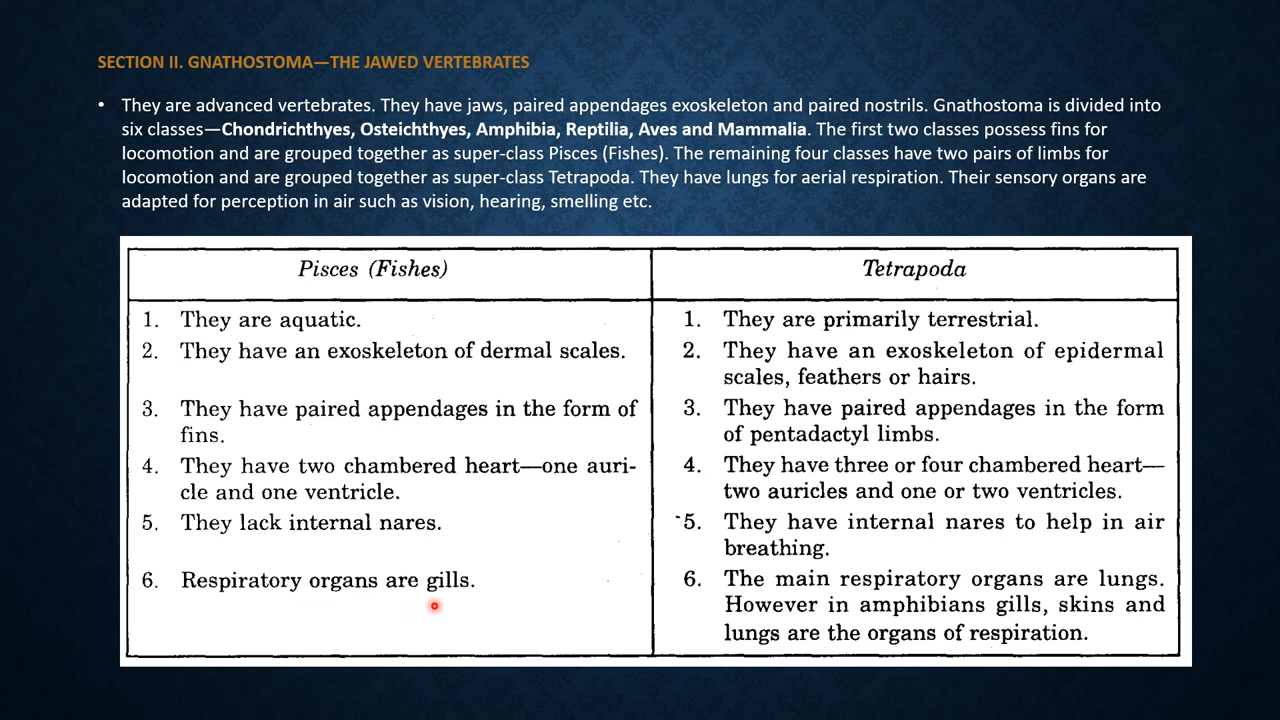 SECTION II. GNATHOSTOMA—THE JAWED VERTEBRATES
• They are advanced vertebrates. They have jaws, paired appendages exoskeleton and paired nostrils. Gnathostoma is divided into
six classes—Chondrichthyes, Osteichthyes, Amphibia, Reptilia, Aves and Mammalia. The first two classes possess fins for
locomotion and are grouped together as super-class Pisces (Fishes). The remaining four classes have two pairs of limbs for
locomotion and are grouped together as super-class Tetrapoda. They have lungs for aerial respiration. Their sensory organs are
adapted for perception in air such as vision, hearing, smelling etc.
Pisces (Fishes)
1. They are aquatic.
2. They have an exoskeleton of dermal scales.
3. They have paired appendages in the form of
fins.
4. They have two chambered heart—one auri-
cle and one ventricle.
5. They lack internal nares.
6. Respiratory organs are gills.
Tetrapoda
1. They are primarily terrestrial.
2. They have an exoskeleton of epidermal
scales, feathers or hairs.
3. They have paired appendages in the form
of pentadactyl limbs.
4. They have three or four chambered heart—
two auricles and one or two ventricles.
5. They have internal nares to help in air
breathing.
6. The main respiratory organs are lungs.
However in amphibians gills, skins and
lungs are the organs of respiration.